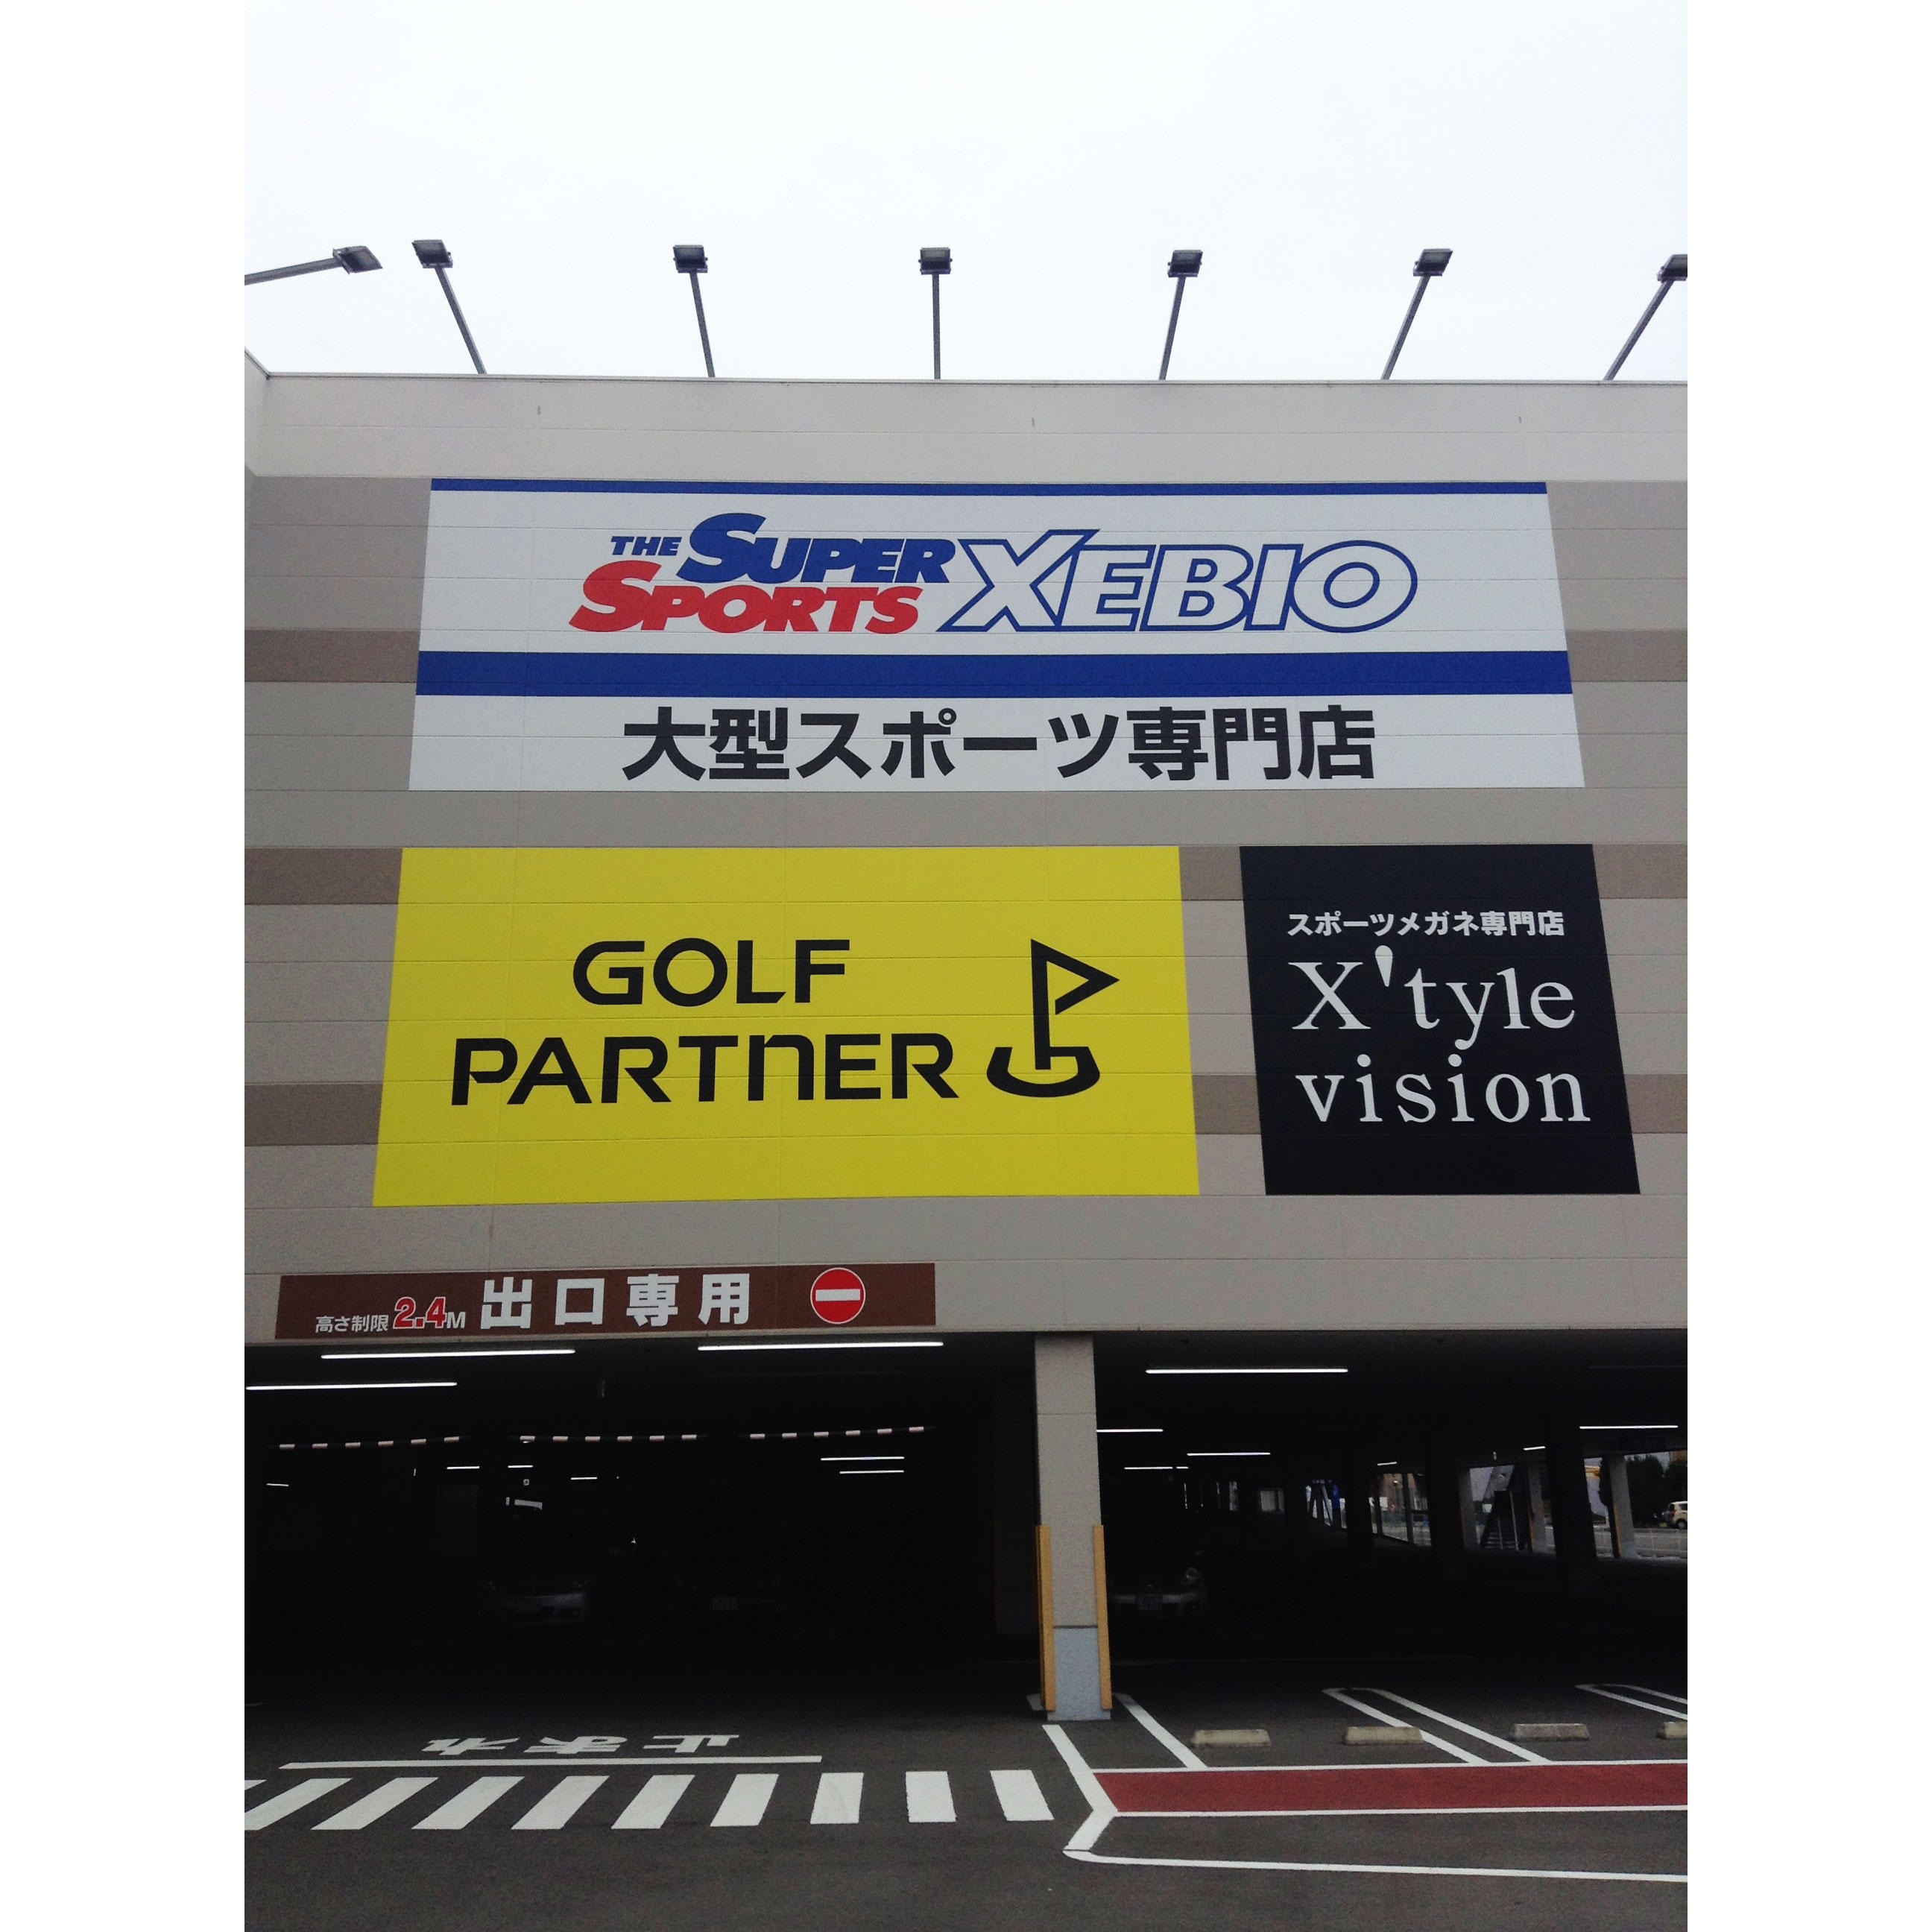 THE SUPER SPORTS XEBIO
大型スポーツ専門店
GOLF
PARTNER
スポーツメガネ専門店
X'tyle
vision
高さ制限 2.4M 出口専用
止まれ